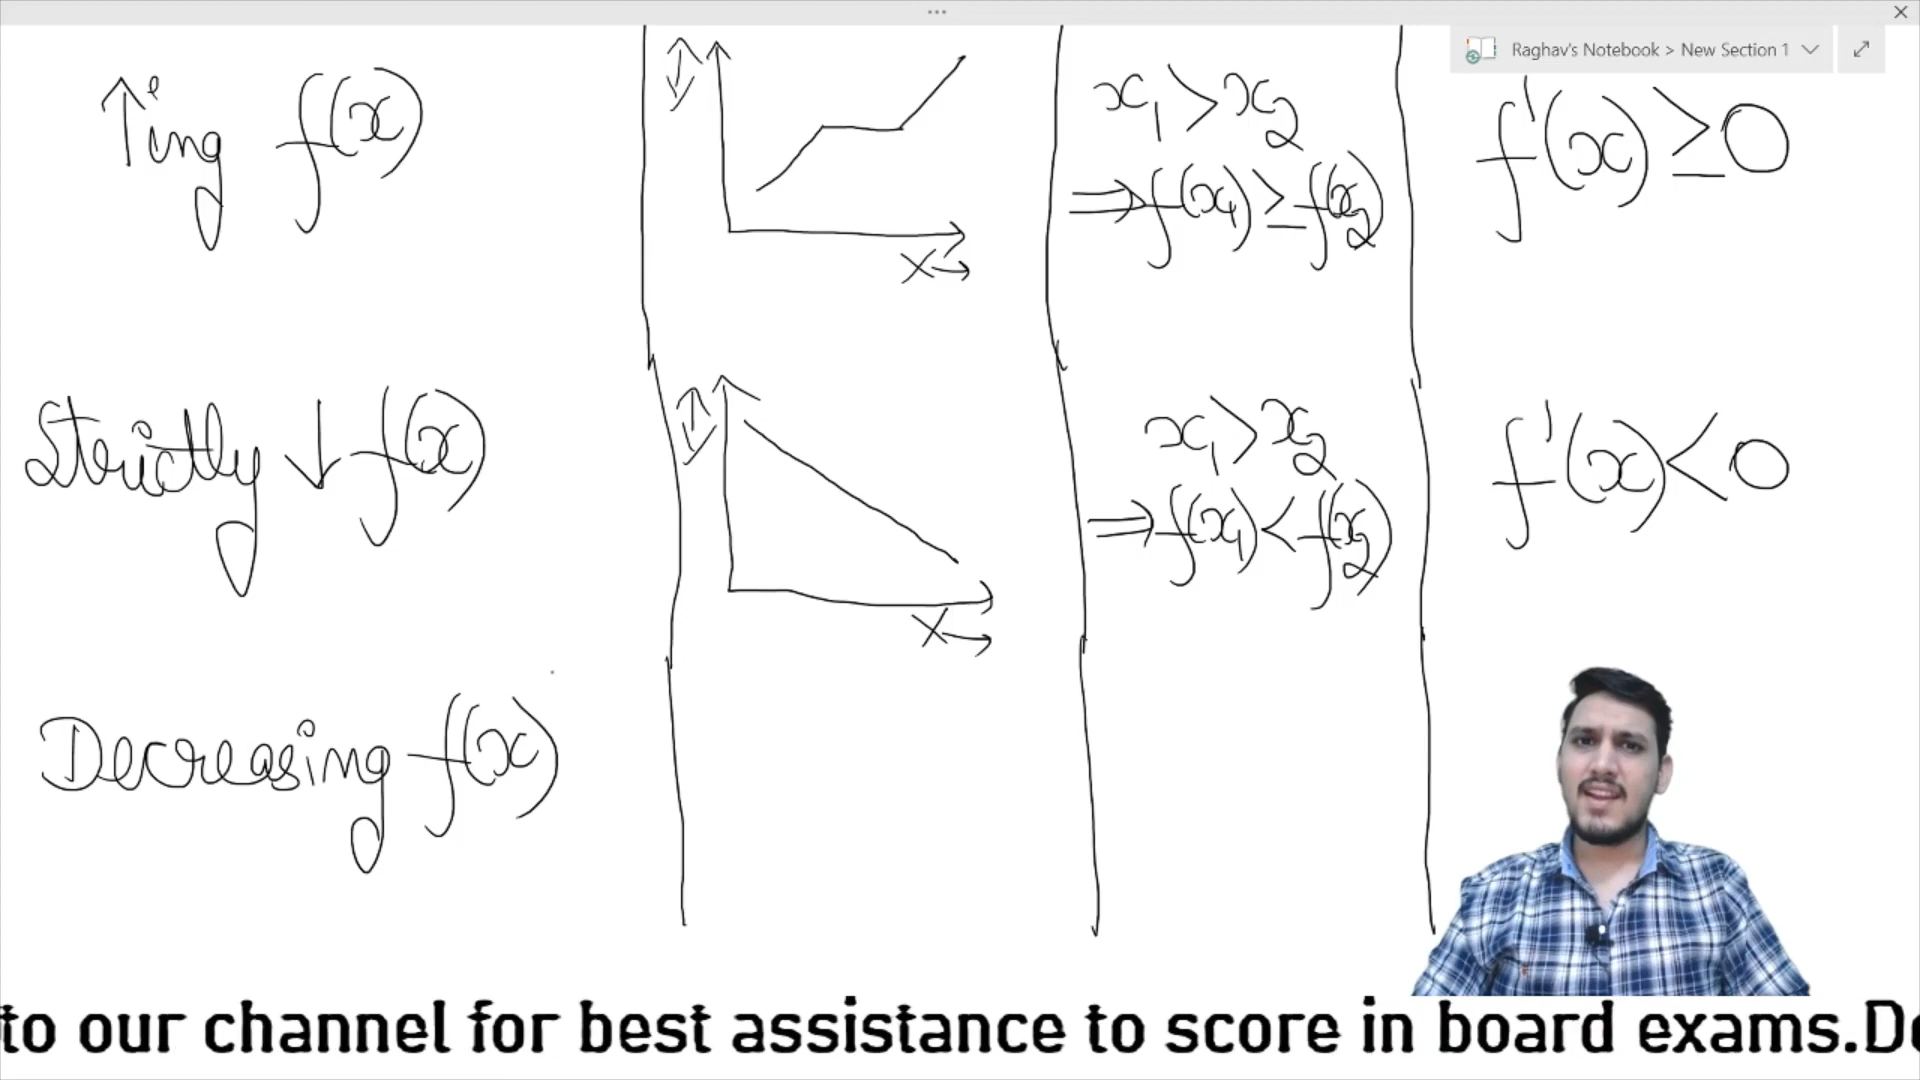 Raghav's Notebook > New Section 1
↑ing f(x)
Y→
X→
x₁ > x₂
⇒ f(x₁) ≥ f(x₂)
f'(x) ≥ 0
Strictly ↓ f(x)
Y→
X→
x₁ > x₂
⇒ f(x₁) < f(x₂)
f'(x) < 0
Decreasing f(x)
to our channel for best assistance to score in board exams.